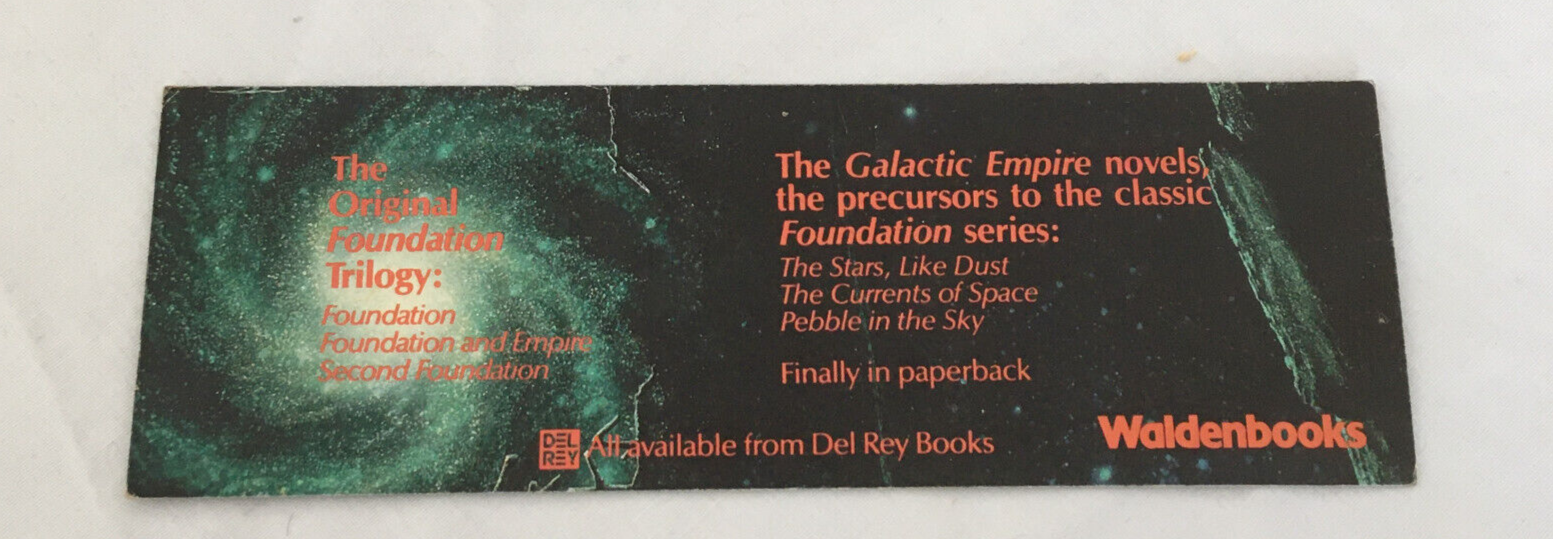 The
Original
Foundation
Trilogy:
Foundation
Foundation and Empire
Second Foundation
The Galactic Empire novels,
the precursors to the classic
Foundation series:
The Stars, Like Dust
The Currents of Space
Pebble in the Sky
Finally in paperback
DEL
REY
All available from Del Rey Books
Waldenbooks